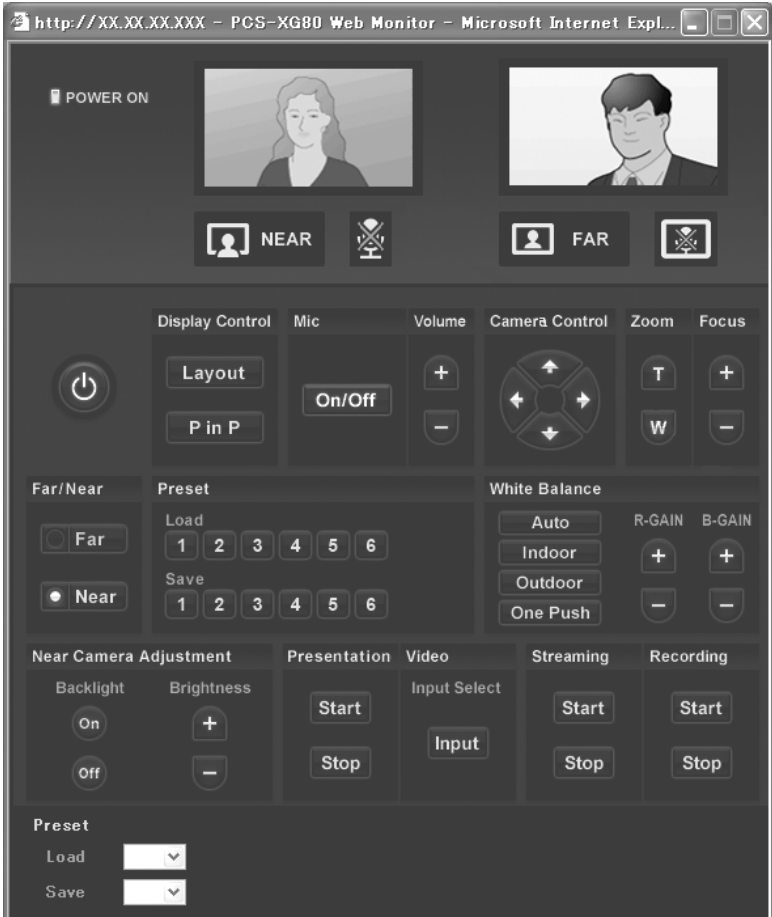 http://XX.XX.XX.XXX - PCS-XG80 Web Monitor - Microsoft Internet Expl...
POWER ON
NEAR
FAR
Display Control Mic Volume Camera Control Zoom Focus
Layout
P in P
On/Off
+
−
T
W
+
−
Far/Near Preset White Balance
Far
Near
Load
1 2 3 4 5 6
Save
1 2 3 4 5 6
Auto
Indoor
Outdoor
One Push
R-GAIN B-GAIN
+ +
− −
Near Camera Adjustment Presentation Video Streaming Recording
Backlight Brightness
On +
Off −
Start
Stop
Input Select
Input
Start
Stop
Start
Stop
Preset
Load
Save